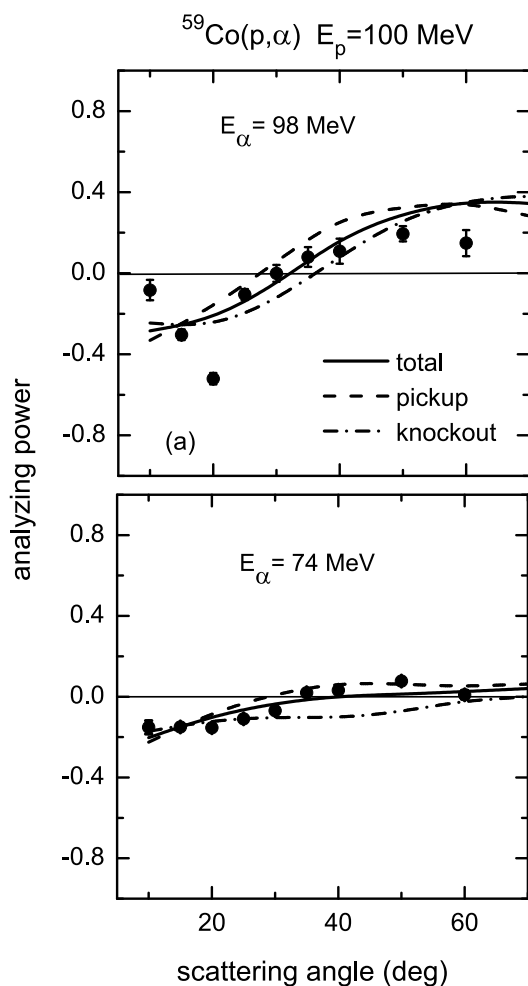 ⁵⁹Co(p,α) Eₚ=100 MeV
0.8
Eα= 98 MeV
0.4
0.0
-0.4
total
pickup
-0.8
(a)
knockout
analyzing power
0.8
Eα= 74 MeV
0.4
0.0
-0.4
-0.8
20 40 60
scattering angle (deg)